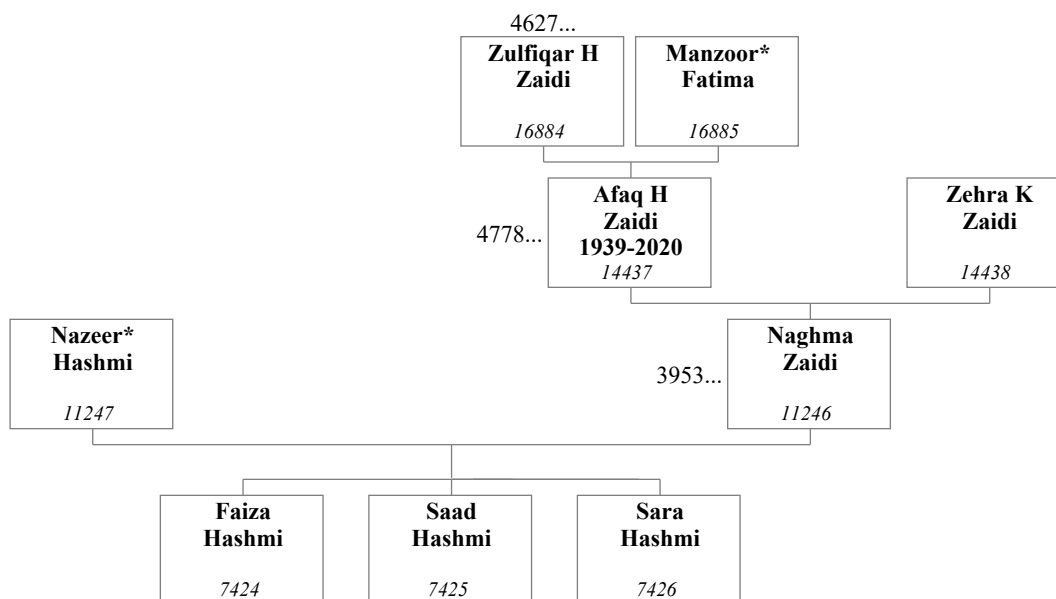 4627...
Zulfiqar H
Zaidi
16884
Manzoor*
Fatima
16885
4778...
Afaq H
Zaidi
1939-2020
14437
Zehra K
Zaidi
14438
Nazeer*
Hashmi
11247
3953...
Naghma
Zaidi
11246
Faiza
Hashmi
7424
Saad
Hashmi
7425
Sara
Hashmi
7426